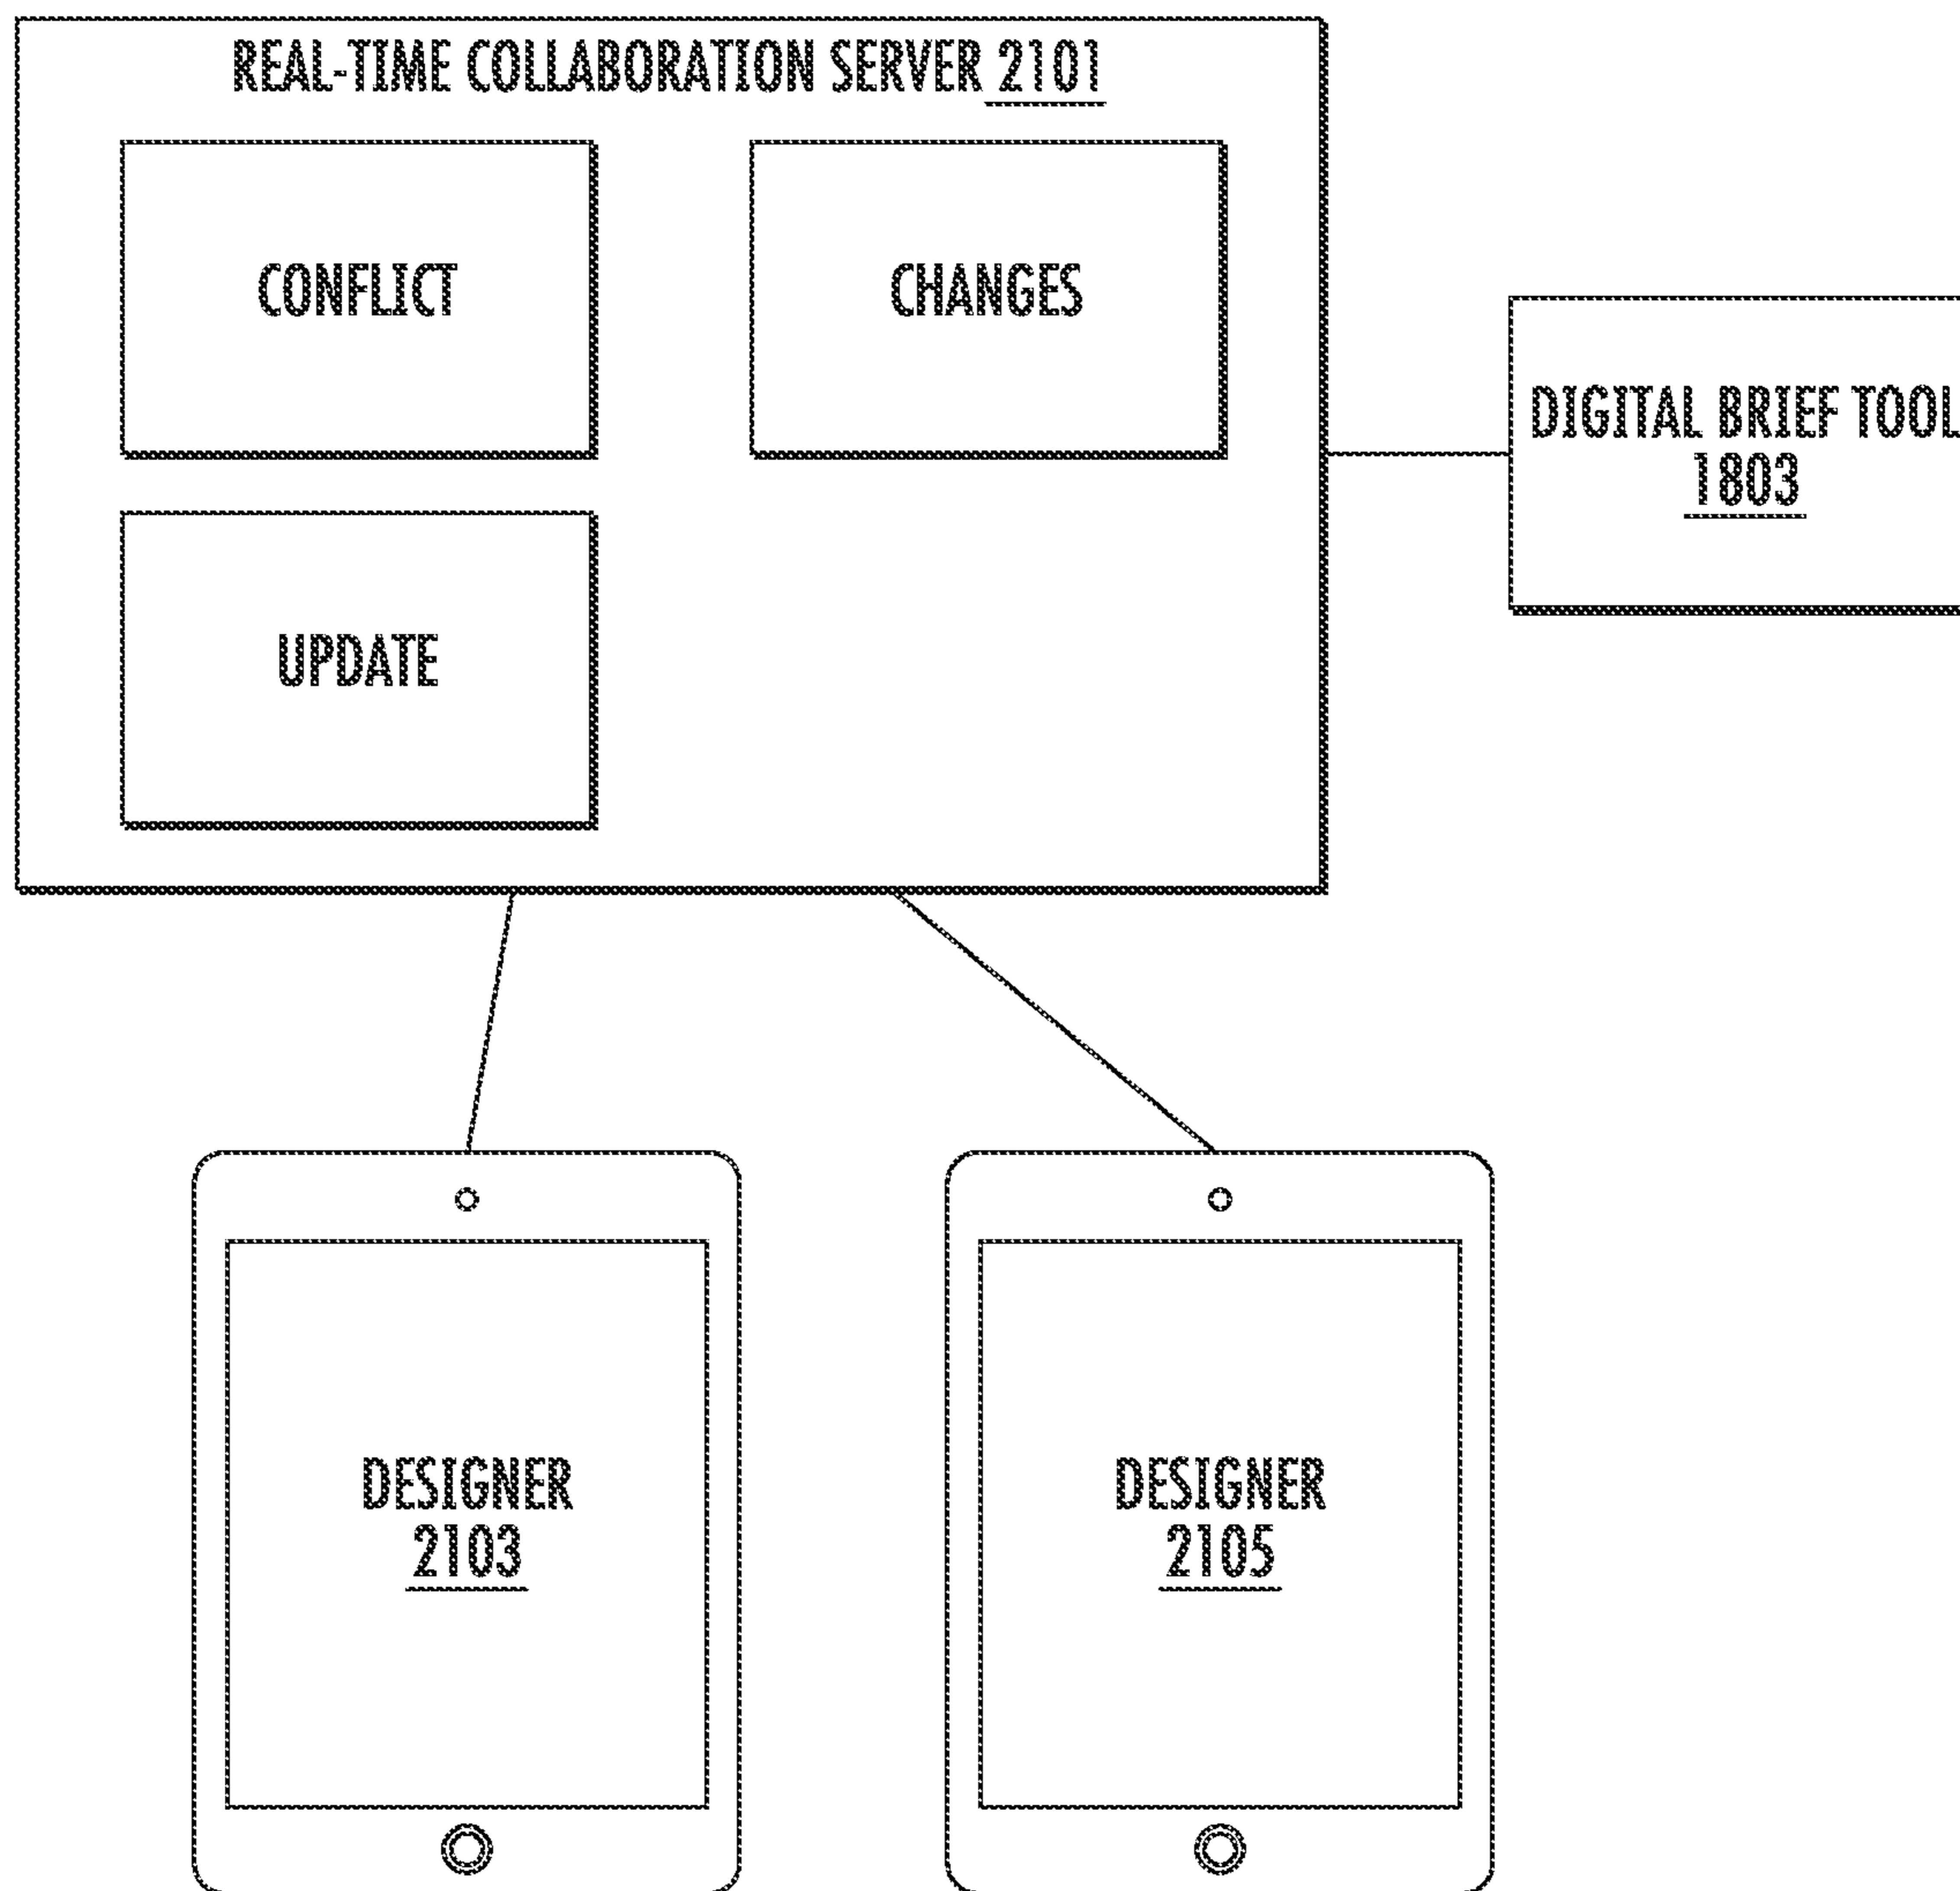 REAL-TIME COLLABORATION SERVER 2101
CONFLICT
CHANGES
DIGITAL BRIEF TOOL
1803
UPDATE
DESIGNER
2103
DESIGNER
2105